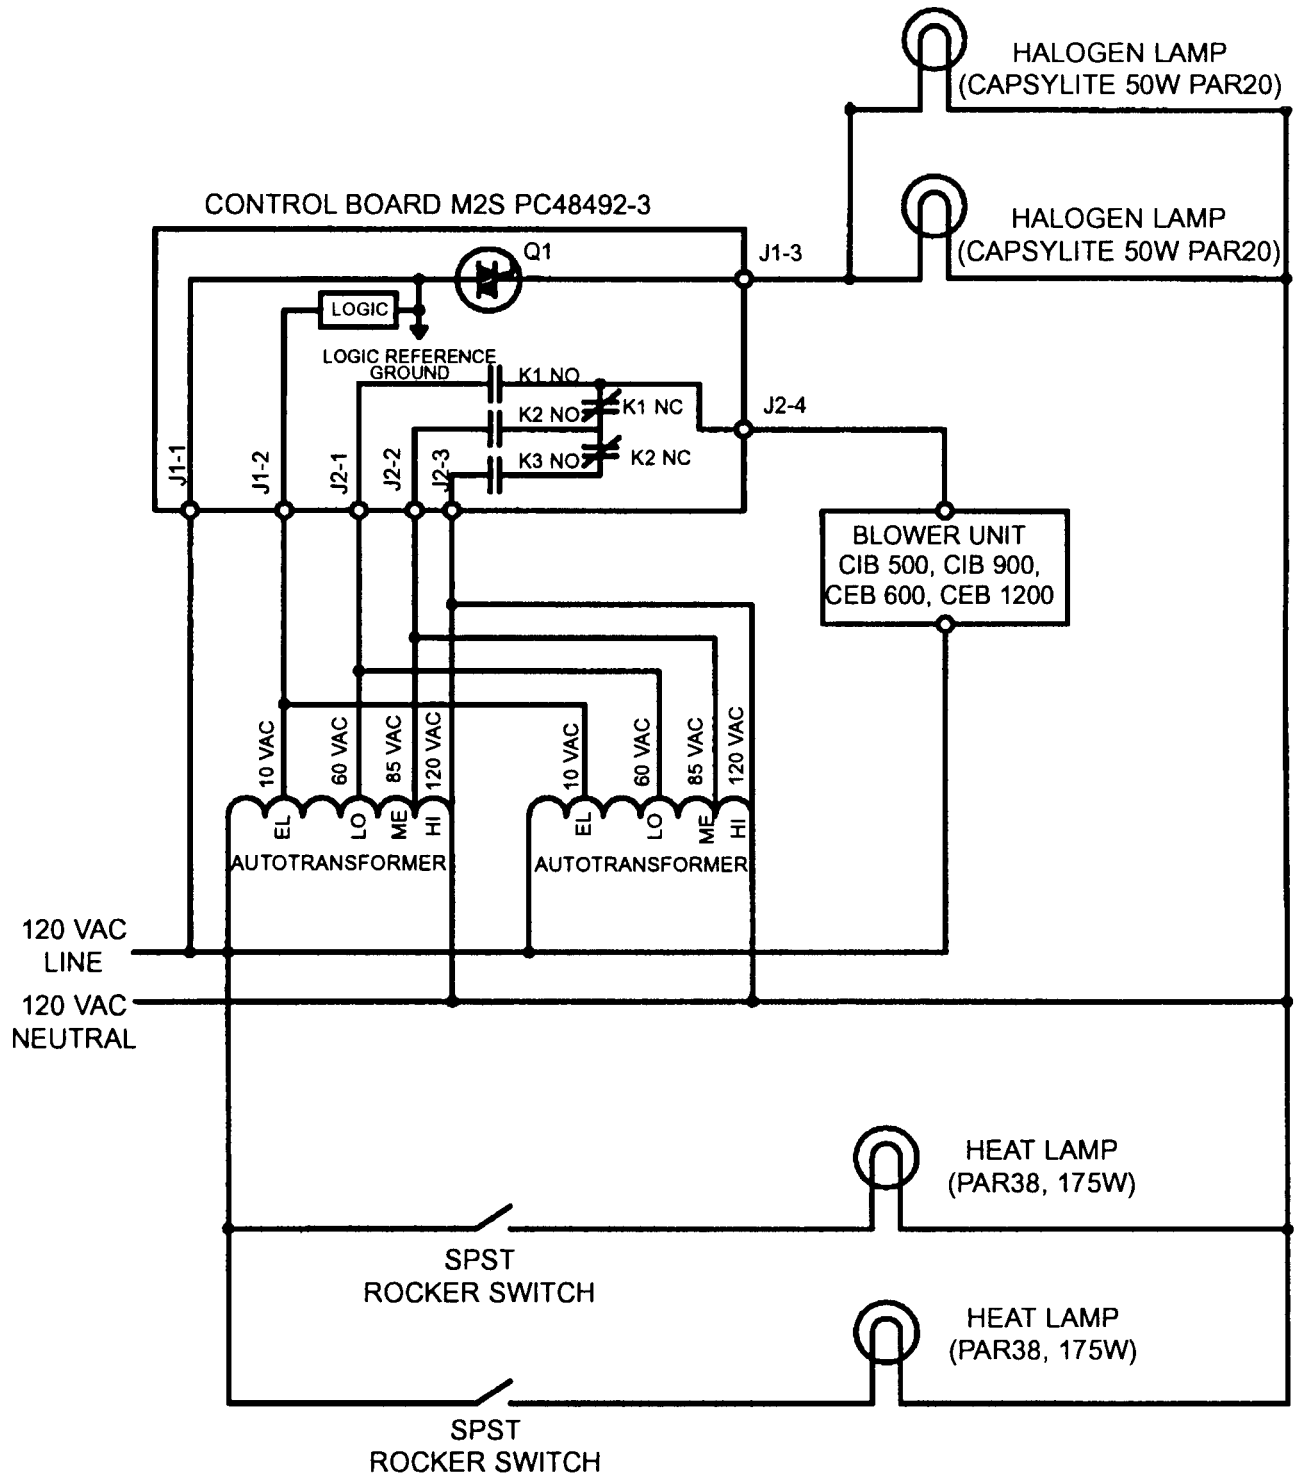 HALOGEN LAMP
(CAPSYLITE 50W PAR20)
CONTROL BOARD M2S PC48492-3
HALOGEN LAMP
(CAPSYLITE 50W PAR20)
Q1
J1-3
LOGIC
LOGIC REFERENCE
GROUND
K1 NO
K1 NC
K2 NO
K2 NC
K3 NO
J2-4
J1-1
J1-2
J2-1
J2-2
J2-3
BLOWER UNIT
CIB 500, CIB 900,
CEB 600, CEB 1200
10 VAC
60 VAC
85 VAC
120 VAC
10 VAC
60 VAC
85 VAC
120 VAC
EL
LO
ME
HI
EL
LO
ME
HI
AUTOTRANSFORMER
AUTOTRANSFORMER
120 VAC
LINE
120 VAC
NEUTRAL
HEAT LAMP
(PAR38, 175W)
SPST
ROCKER SWITCH
HEAT LAMP
(PAR38, 175W)
SPST
ROCKER SWITCH